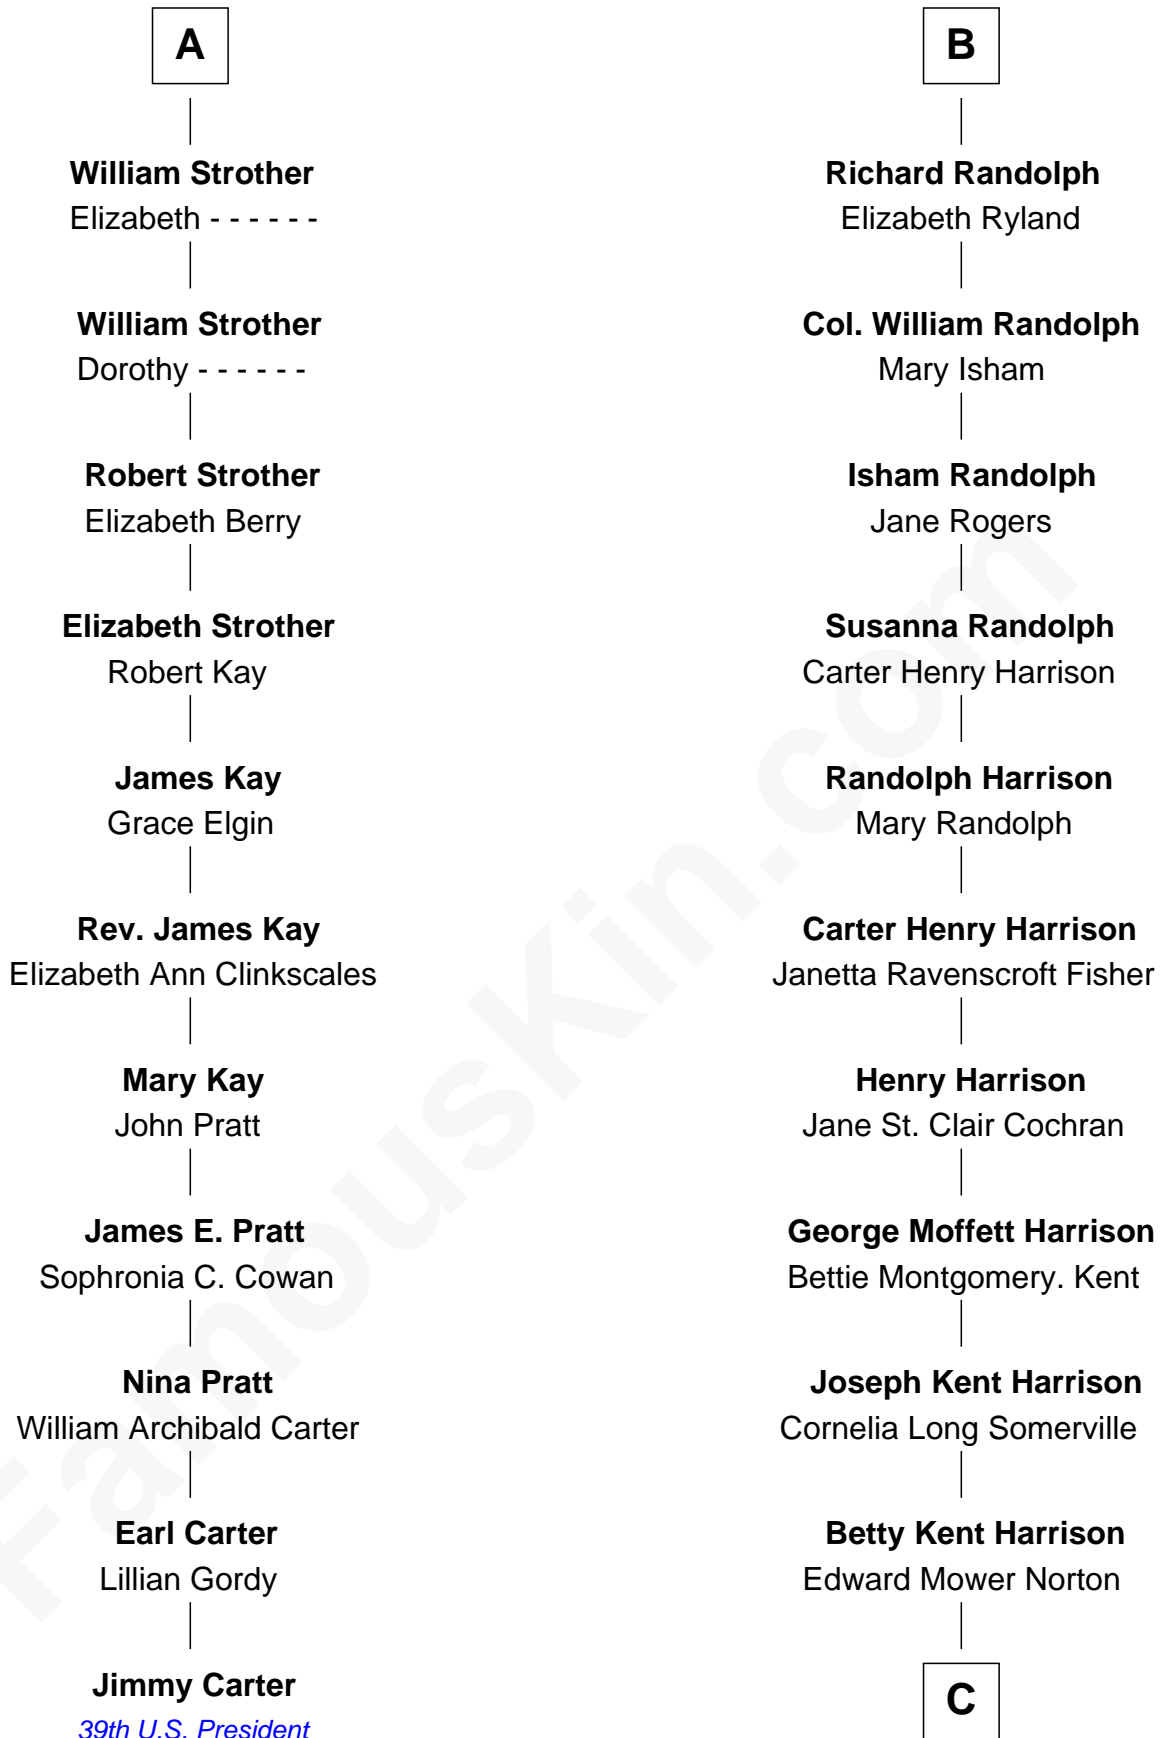 A
William Strother
Elizabeth - - - - - -
William Strother
Dorothy - - - - - -
Robert Strother
Elizabeth Berry
Elizabeth Strother
Robert Kay
James Kay
Grace Elgin
Rev. James Kay
Elizabeth Ann Clinkscales
Mary Kay
John Pratt
James E. Pratt
Sophronia C. Cowan
Nina Pratt
William Archibald Carter
Earl Carter
Lillian Gordy
Jimmy Carter
39th U.S. President
B
Richard Randolph
Elizabeth Ryland
Col. William Randolph
Mary Isham
Isham Randolph
Jane Rogers
Susanna Randolph
Carter Henry Harrison
Randolph Harrison
Mary Randolph
Carter Henry Harrison
Janetta Ravenscroft Fisher
Henry Harrison
Jane St. Clair Cochran
George Moffett Harrison
Bettie Montgomery. Kent
Joseph Kent Harrison
Cornelia Long Somerville
Betty Kent Harrison
Edward Mower Norton
C
FamousKin.com